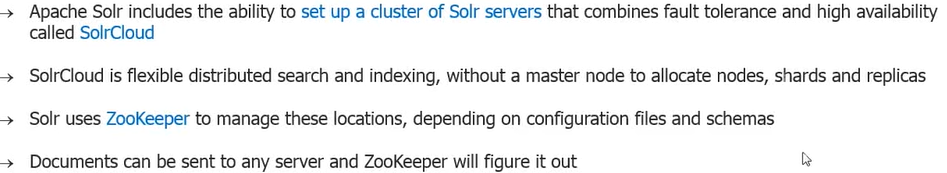 → Apache Solr includes the ability to set up a cluster of Solr servers that combines fault tolerance and high availability
called SolrCloud
→ SolrCloud is flexible distributed search and indexing, without a master node to allocate nodes, shards and replicas
→ Solr uses ZooKeeper to manage these locations, depending on configuration files and schemas
→ Documents can be sent to any server and ZooKeeper will figure it out